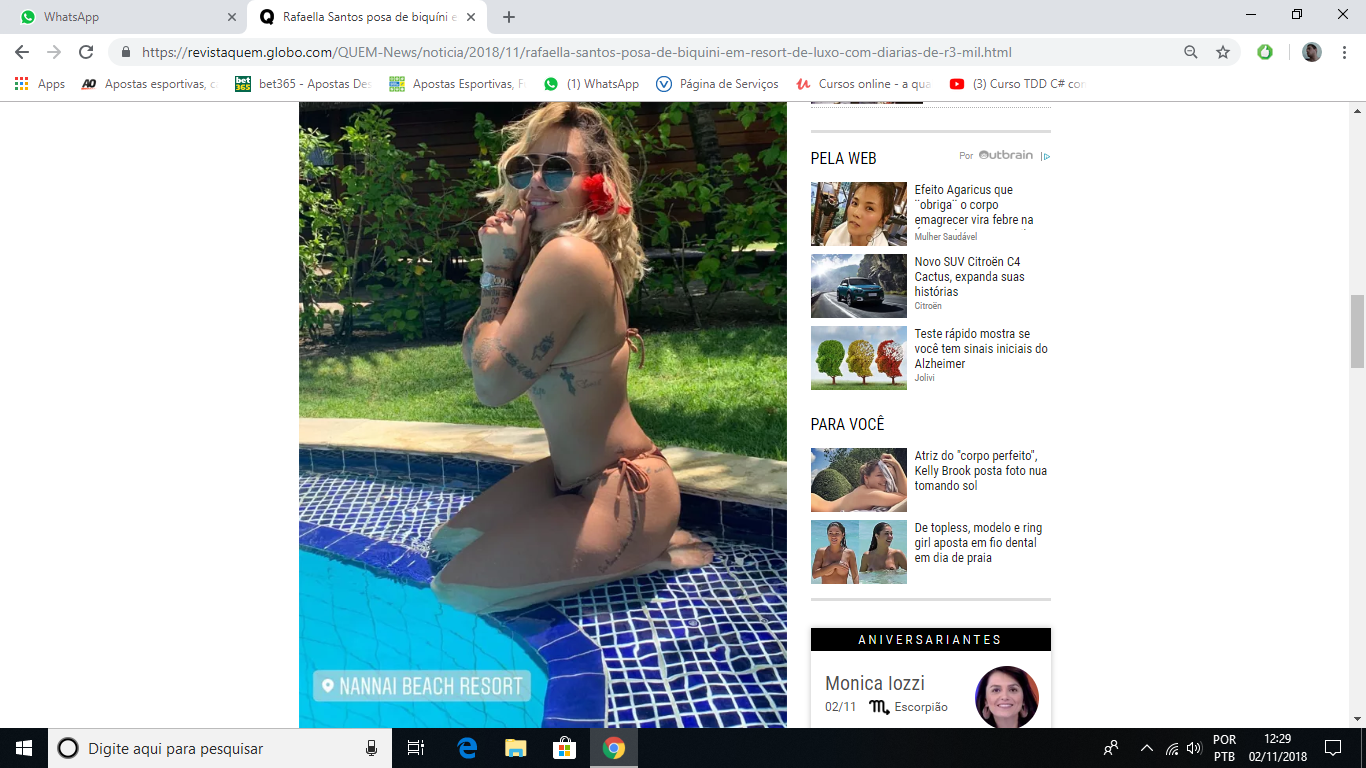 WhatsApp
Rafaella Santos posa de biquíni e
https://revistaquem.globo.com/QUEM-News/noticia/2018/11/rafaella-santos-posa-de-biquini-em-resort-de-luxo-com-diarias-de-r3-mil.html
Apps
Apostas esportivas, c
bet365 - Apostas Des
Apostas Esportivas, F
(1) WhatsApp
Página de Serviços
Cursos online - a qua
(3) Curso TDD C# con
NANNAI BEACH RESORT
PELA WEB
Por Outbrain
Efeito Agaricus que
¨obriga¨ o corpo
emagrecer vira febre na
Mulher Saudável
Novo SUV Citroën C4
Cactus, expanda suas
histórias
Citroën
Teste rápido mostra se
você tem sinais iniciais do
Alzheimer
Jolivi
PARA VOCÊ
Atriz do "corpo perfeito",
Kelly Brook posta foto nua
tomando sol
De topless, modelo e ring
girl aposta em fio dental
em dia de praia
ANIVERSARIANTES
Monica Iozzi
02/11 Escorpião
Digite aqui para pesquisar
POR
PTB
12:29
02/11/2018